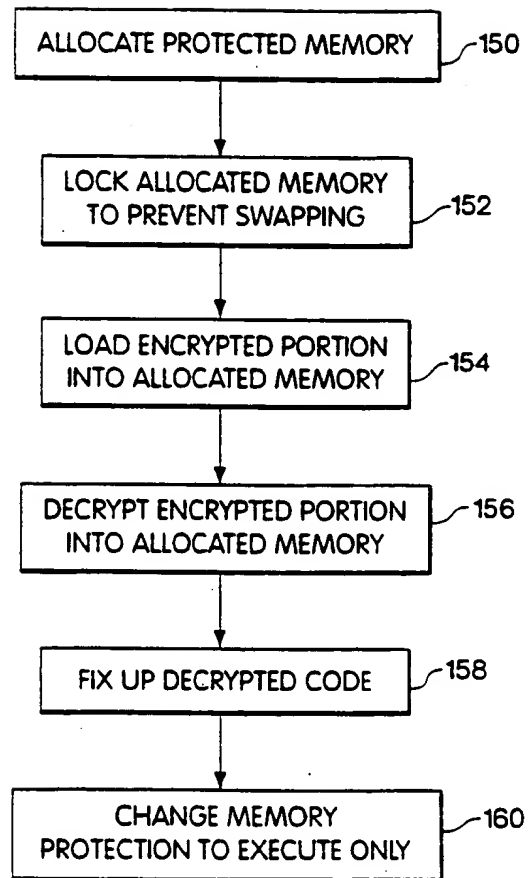 ALLOCATE PROTECTED MEMORY
150
LOCK ALLOCATED MEMORY
TO PREVENT SWAPPING
152
LOAD ENCRYPTED PORTION
INTO ALLOCATED MEMORY
154
DECRYPT ENCRYPTED PORTION
INTO ALLOCATED MEMORY
156
FIX UP DECRYPTED CODE
158
CHANGE MEMORY
PROTECTION TO EXECUTE ONLY
160